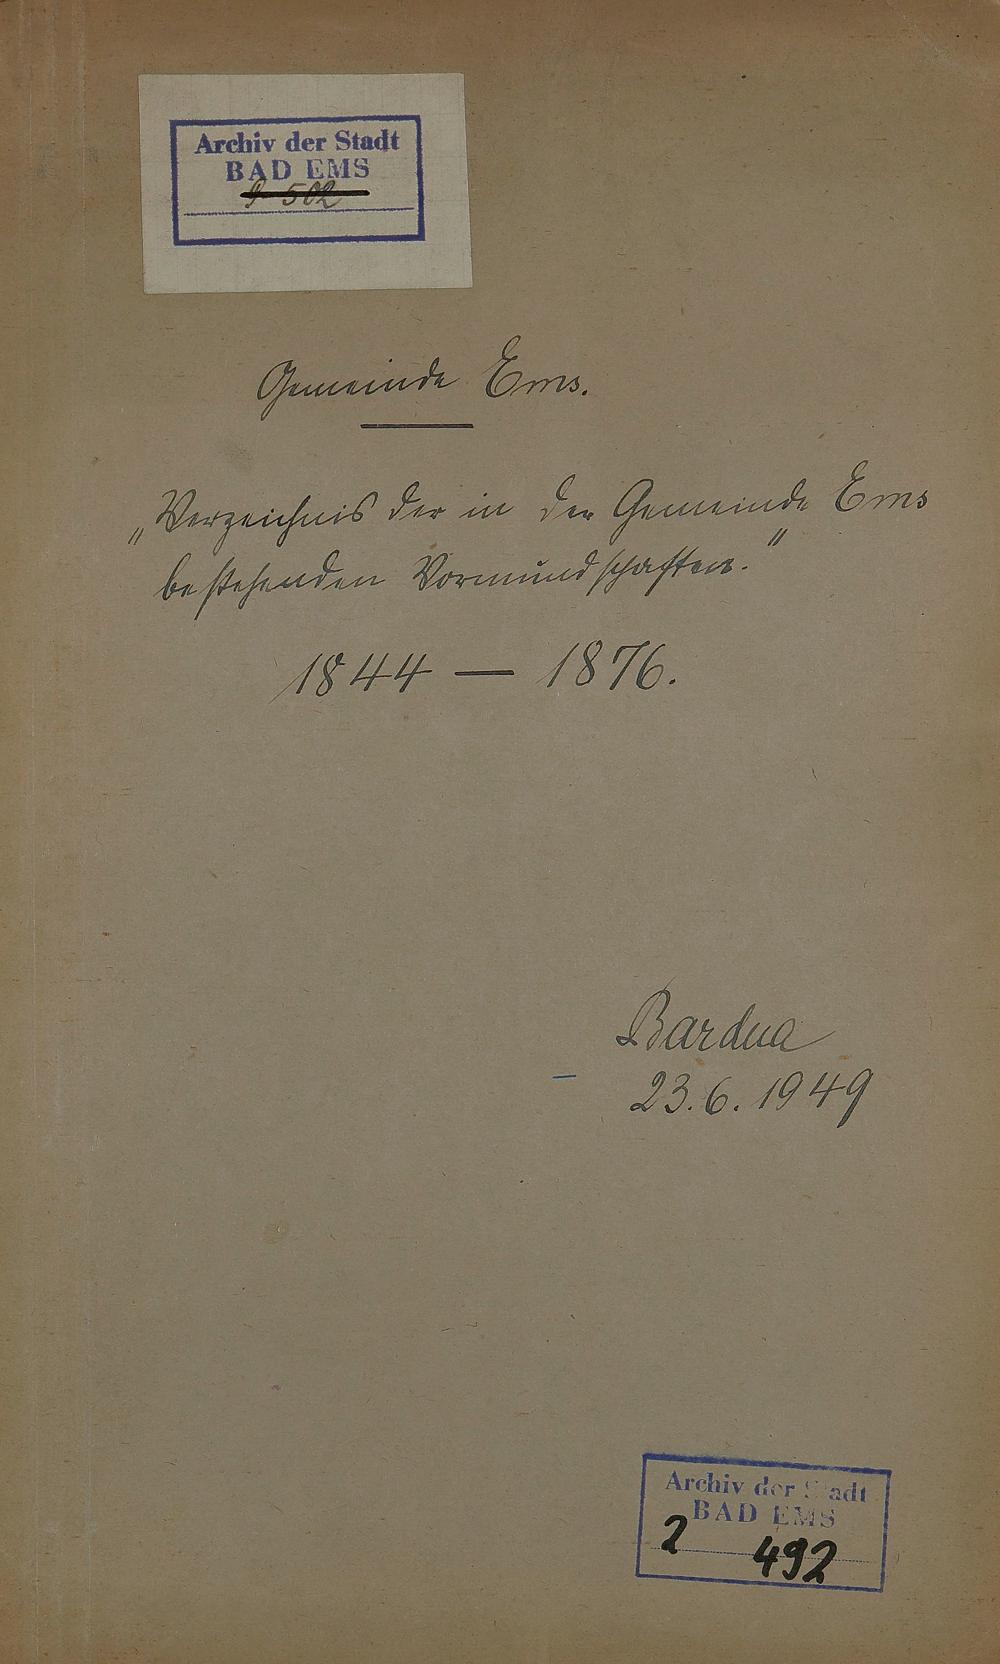 Archiv der Stadt
BAD EMS
502
Gemeinde Ems.
„Verzeichnis der in der Gemeinde Ems
bestehenden Vormundschaften."
1844 — 1876.
Bardua
23.6.1949
Archiv der Stadt
BAD EMS
2 492